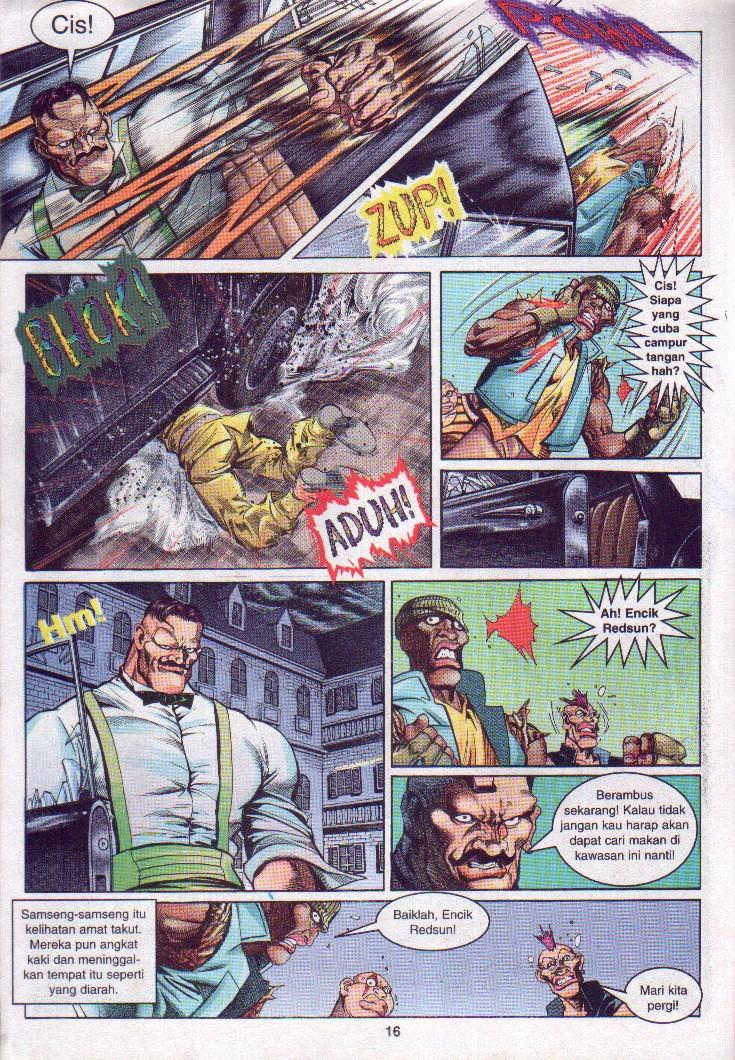 Cis!
POW!
ZUP!
BHOK!
ADUH!
Cis!
Siapa
yang
cuba
campur
tangan
hah?
Hm!
Ah! Encik
Redsun?
Berambus
sekarang! Kalau tidak
jangan kau harap akan
dapat cari makan di
kawasan ini nanti!
Samseng-samseng itu
kelihatan amat takut.
Mereka pun angkat
kaki dan meninggal-
kan tempat itu seperti
yang diarah.
Baiklah, Encik
Redsun!
Mari kita
pergi!
16